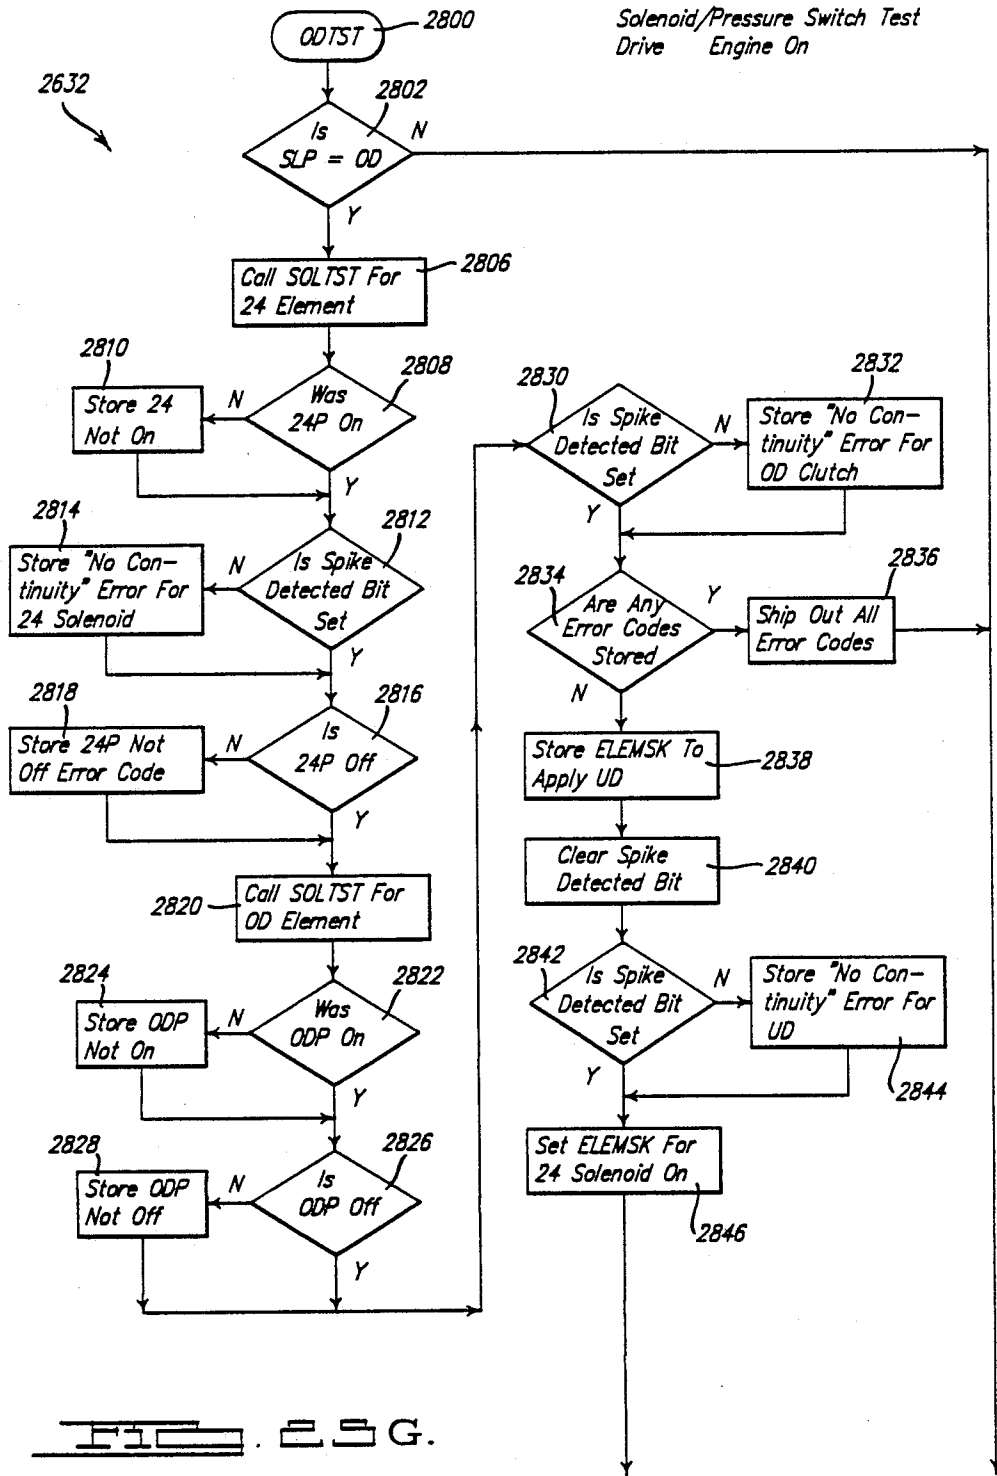 ODTST
2800
Solenoid/Pressure Switch Test
Drive Engine On
2632
2802
Is
SLP = OD
N
Y
2806
Call SOLTST For
24 Element
2810
Store 24
Not On
N
2808
Was
24P On
Y
2814
Store "No Con-
tinuity" Error For
24 Solenoid
N
2812
Is Spike
Detected Bit
Set
Y
2818
Store 24P Not
Off Error Code
N
2816
Is
24P Off
Y
2820
Call SOLTST For
OD Element
2824
Store ODP
Not On
N
2822
Was
ODP On
Y
2828
Store ODP
Not Off
N
2826
Is
ODP Off
Y
2830
Is Spike
Detected Bit
Set
N
Y
2832
Store "No Con-
tinuity" Error For
OD Clutch
2834
Are Any
Error Codes
Stored
Y
N
2836
Ship Out All
Error Codes
Store ELEMSK To
Apply UD
2838
Clear Spike
Detected Bit
2840
2842
Is Spike
Detected Bit
Set
N
Y
Store "No Con-
tinuity" Error For
UD
2844
Set ELEMSK For
24 Solenoid On
2846
FIG. 25G.